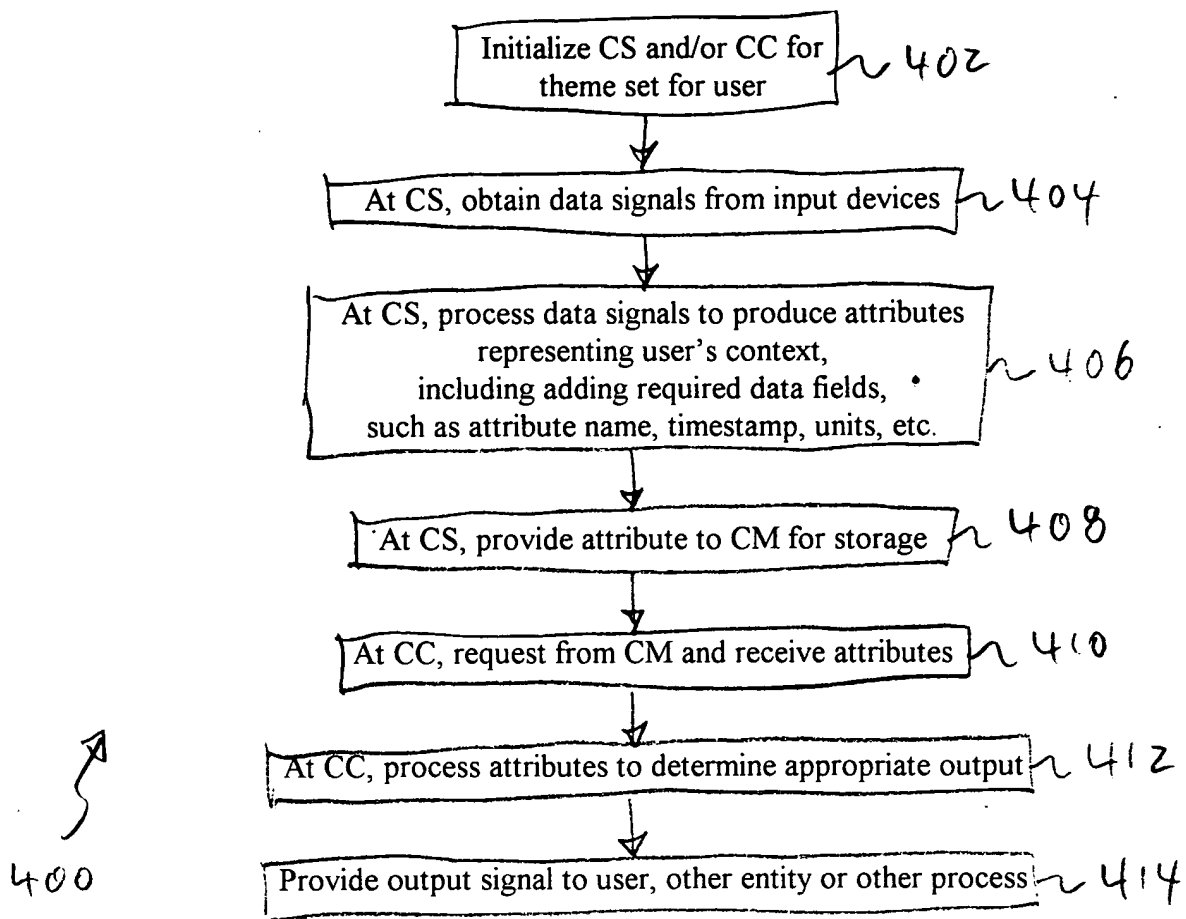 Initialize CS and/or CC for
theme set for user
402
At CS, obtain data signals from input devices
404
At CS, process data signals to produce attributes
representing user's context,
including adding required data fields,
such as attribute name, timestamp, units, etc.
406
At CS, provide attribute to CM for storage
408
At CC, request from CM and receive attributes
410
At CC, process attributes to determine appropriate output
412
400
Provide output signal to user, other entity or other process
414